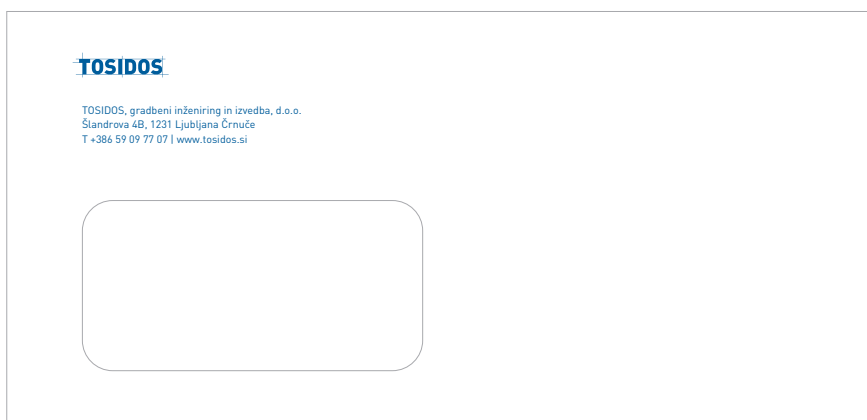 TOSIDOS
TOSIDOS, gradbeni inženiring in izvedba, d.o.o.
Šlandrova 4B, 1231 Ljubljana Črnuče
T +386 59 09 77 07 | www.tosidos.si